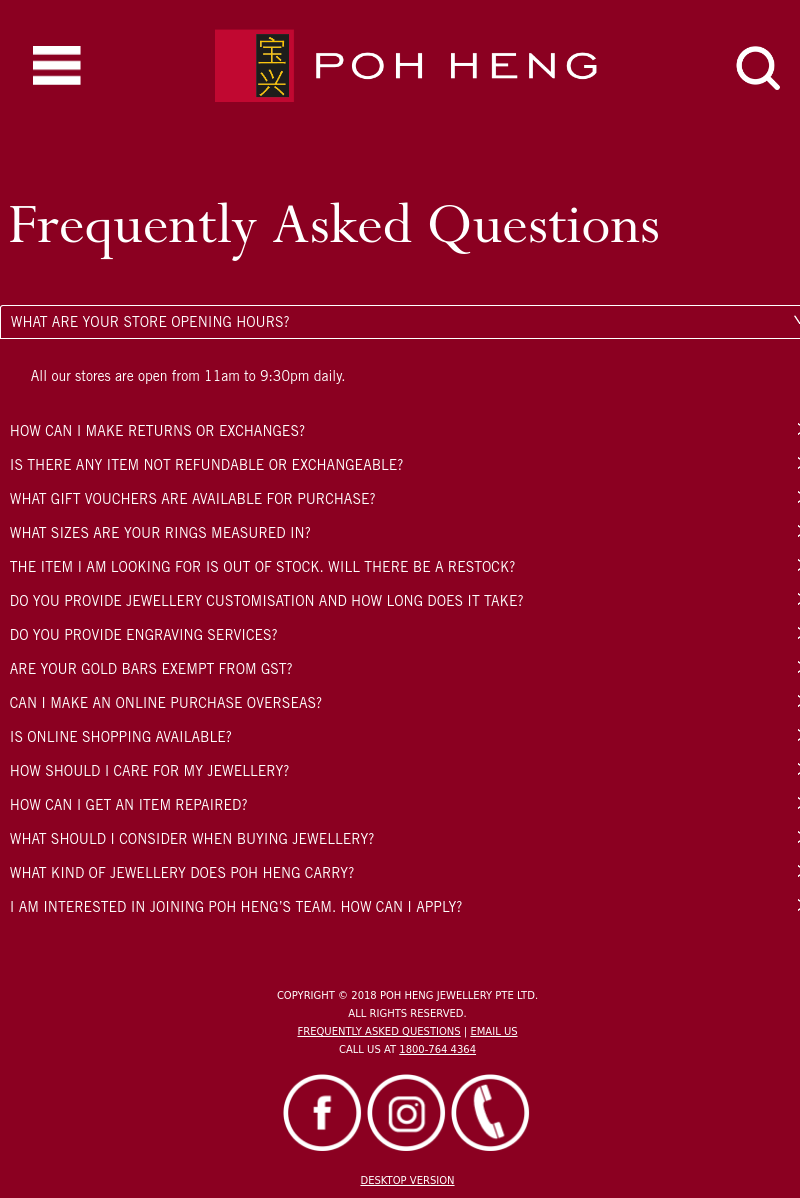 宝兴
POH HENG
Frequently Asked Questions
WHAT ARE YOUR STORE OPENING HOURS?
All our stores are open from 11am to 9:30pm daily.
HOW CAN I MAKE RETURNS OR EXCHANGES?
IS THERE ANY ITEM NOT REFUNDABLE OR EXCHANGEABLE?
WHAT GIFT VOUCHERS ARE AVAILABLE FOR PURCHASE?
WHAT SIZES ARE YOUR RINGS MEASURED IN?
THE ITEM I AM LOOKING FOR IS OUT OF STOCK. WILL THERE BE A RESTOCK?
DO YOU PROVIDE JEWELLERY CUSTOMISATION AND HOW LONG DOES IT TAKE?
DO YOU PROVIDE ENGRAVING SERVICES?
ARE YOUR GOLD BARS EXEMPT FROM GST?
CAN I MAKE AN ONLINE PURCHASE OVERSEAS?
IS ONLINE SHOPPING AVAILABLE?
HOW SHOULD I CARE FOR MY JEWELLERY?
HOW CAN I GET AN ITEM REPAIRED?
WHAT SHOULD I CONSIDER WHEN BUYING JEWELLERY?
WHAT KIND OF JEWELLERY DOES POH HENG CARRY?
I AM INTERESTED IN JOINING POH HENG'S TEAM. HOW CAN I APPLY?
COPYRIGHT © 2018 POH HENG JEWELLERY PTE LTD.
ALL RIGHTS RESERVED.
FREQUENTLY ASKED QUESTIONS | EMAIL US
CALL US AT 1800-764 4364
DESKTOP VERSION